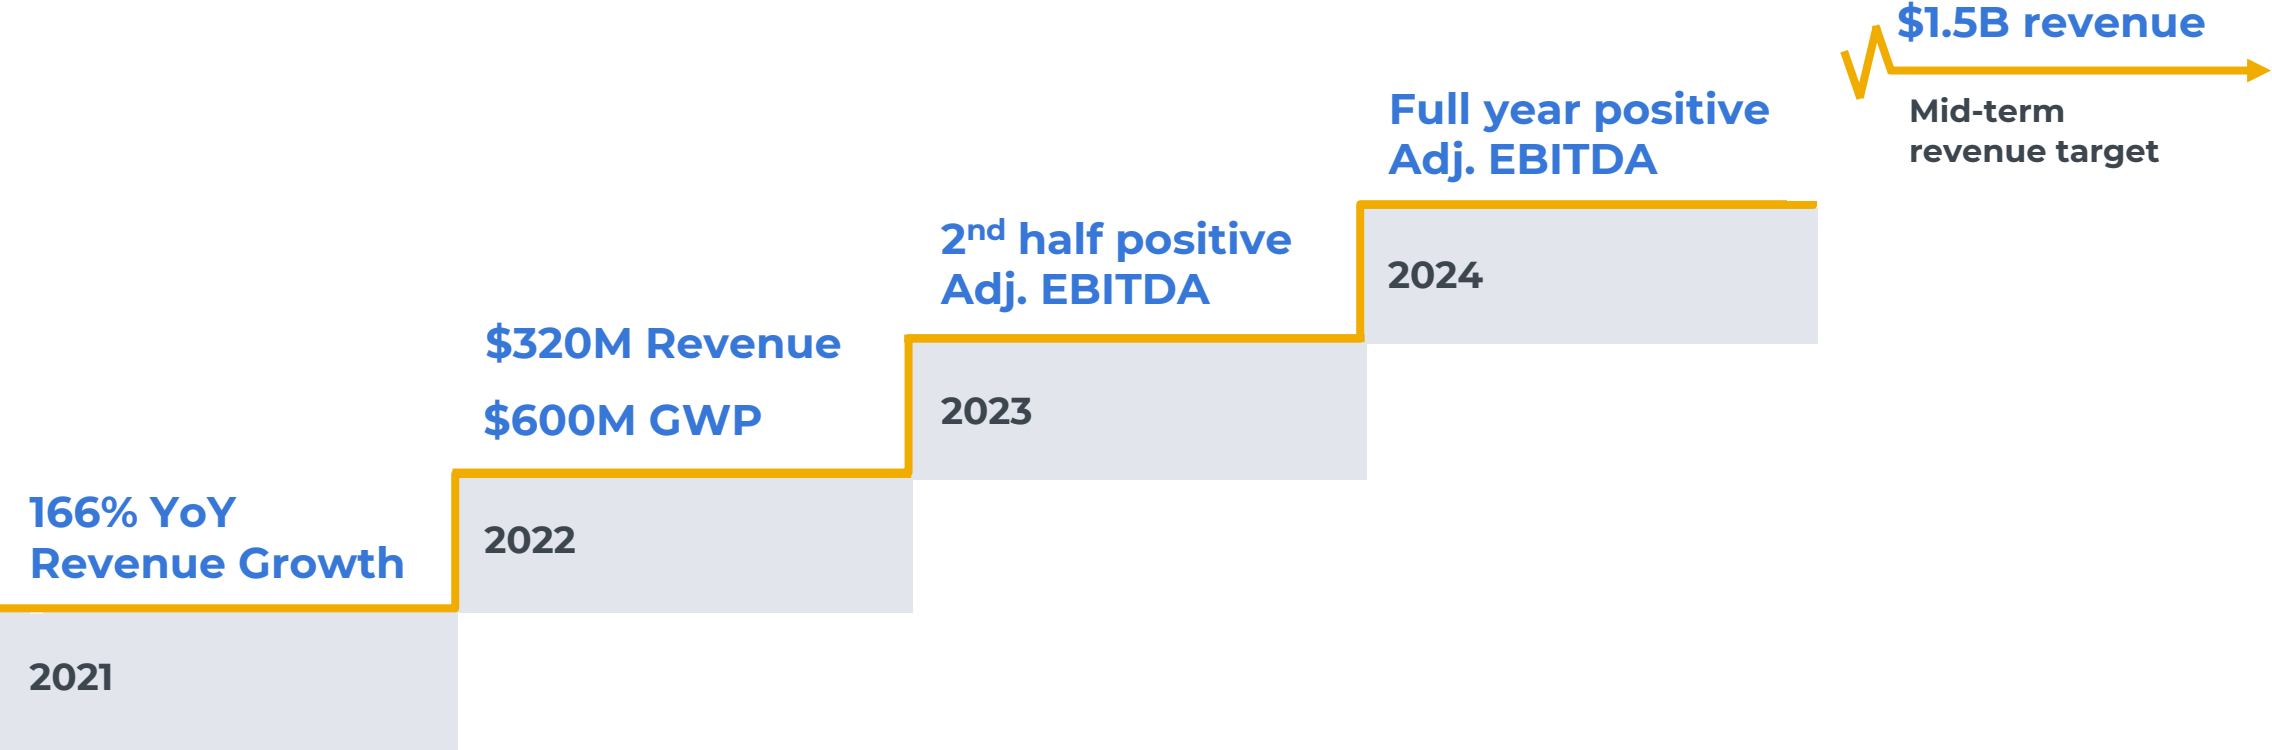 166% YoY
Revenue Growth
2021
$320M Revenue
$600M GWP
2022
2nd half positive
Adj. EBITDA
2023
Full year positive
Adj. EBITDA
2024
$1.5B revenue
Mid-term
revenue target